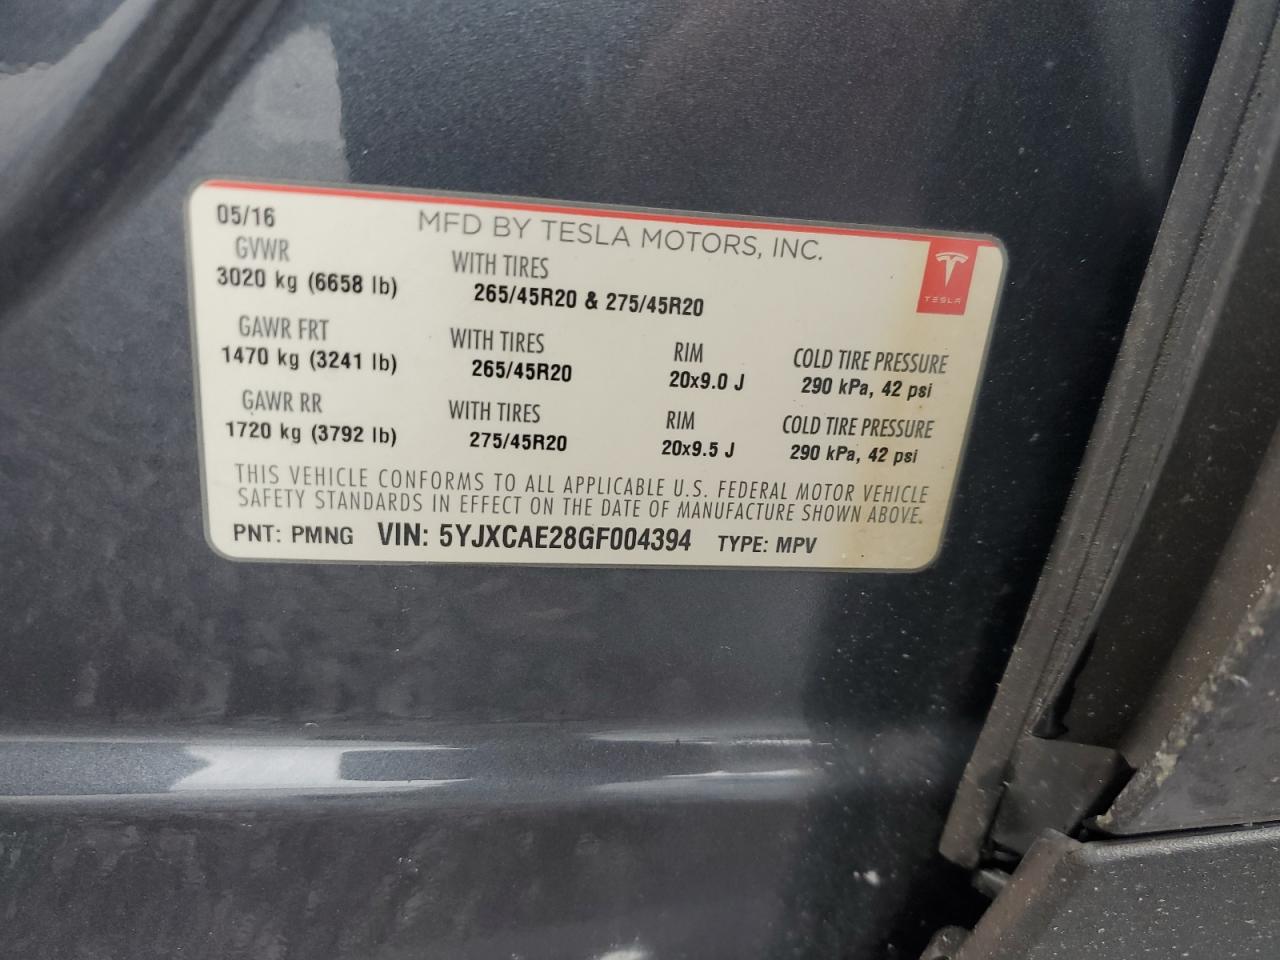 05/16 MFD BY TESLA MOTORS, INC.
GVWR WITH TIRES
3020 kg (6658 lb) 265/45R20 & 275/45R20
TESLA
GAWR FRT WITH TIRES RIM COLD TIRE PRESSURE
1470 kg (3241 lb) 265/45R20 20x9.0 J 290 kPa, 42 psi
GAWR RR WITH TIRES RIM COLD TIRE PRESSURE
1720 kg (3792 lb) 275/45R20 20x9.5 J 290 kPa, 42 psi
THIS VEHICLE CONFORMS TO ALL APPLICABLE U.S. FEDERAL MOTOR VEHICLE
SAFETY STANDARDS IN EFFECT ON THE DATE OF MANUFACTURE SHOWN ABOVE.
PNT: PMNG VIN: 5YJXCAE28GF004394 TYPE: MPV